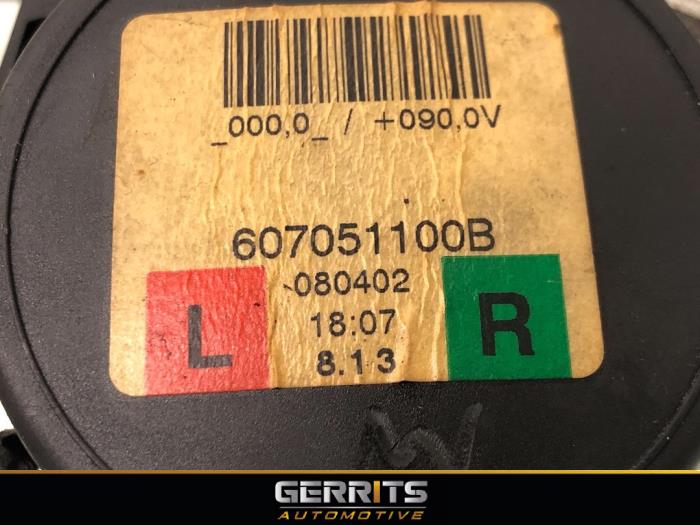 _000,0_ / +090,0V
607051100B
L
080402
R
18:07
8.13
GERRITS
AUTOMOTIVE